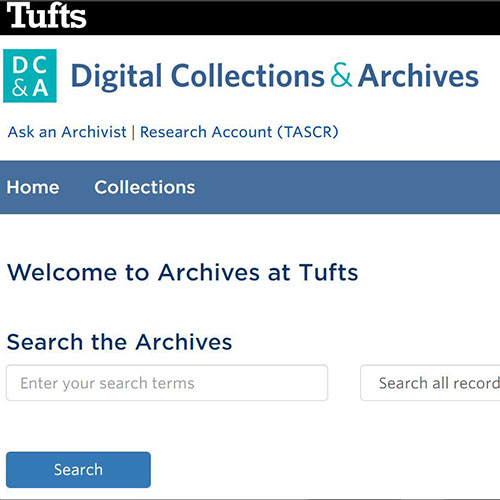 Tufts
DC
&A
Digital Collections & Archives
Ask an Archivist | Research Account (TASCR)
Home Collections
Welcome to Archives at Tufts
Search the Archives
Enter your search terms Search all record
Search